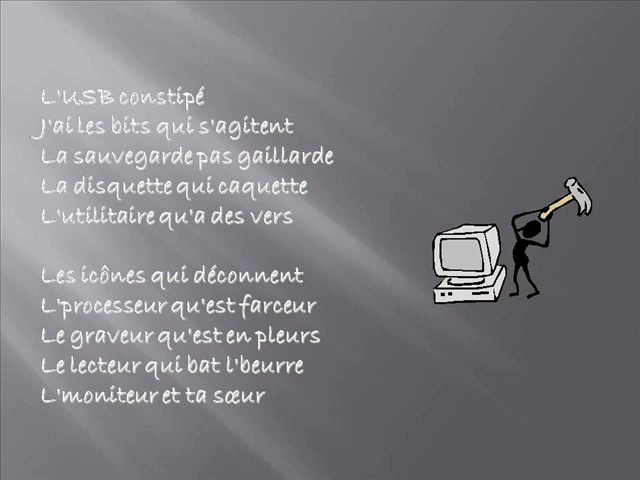 L'USB constipé
J'ai les bits qui s'agitent
La sauvegarde pas gaillarde
La disquette qui caquette
L'utilitaire qu'a des vers
Les icônes qui déconnent
L'processeur qu'est farceur
Le graveur qu'est en pleurs
Le lecteur qui bat l'beurre
L'moniteur et ta sœur